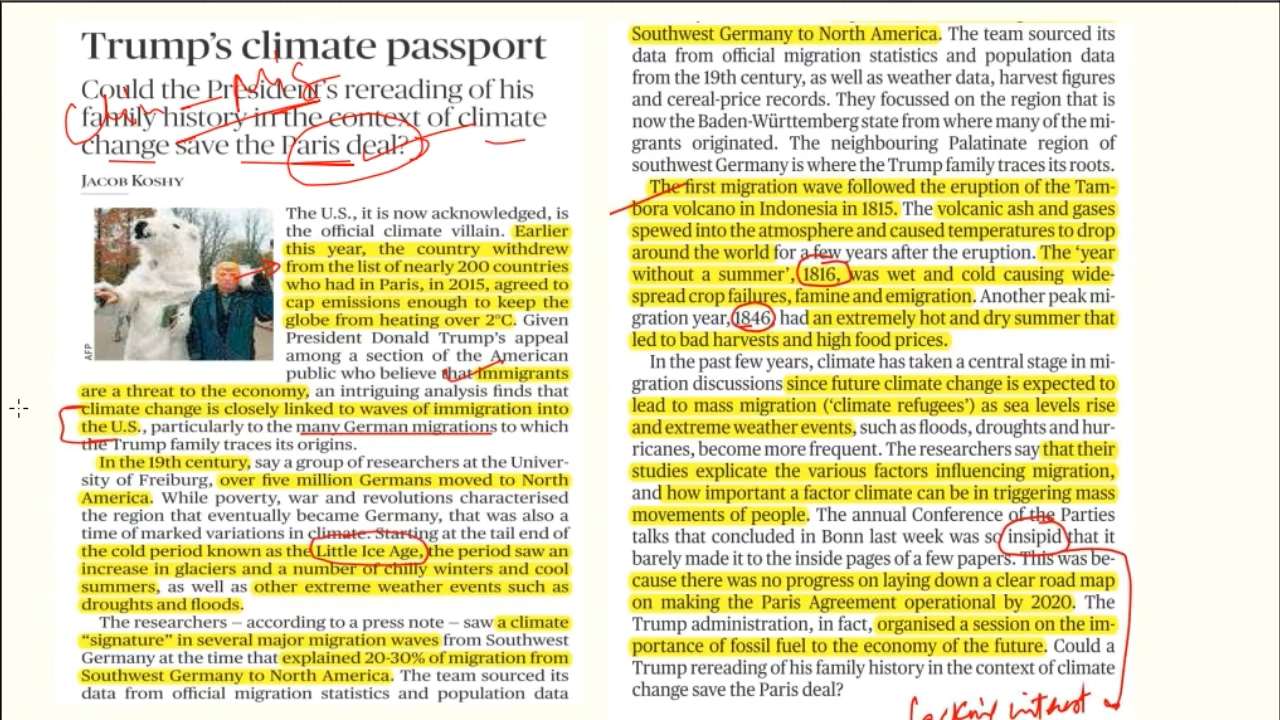 Trump's climate passport
Could the President's rereading of his
family history in the context of climate
change save the Paris deal?
JACOB KOSHY
AFP
The U.S., it is now acknowledged, is
the official climate villain. Earlier
this year, the country withdrew
from the list of nearly 200 countries
who had in Paris, in 2015, agreed to
cap emissions enough to keep the
globe from heating over 2°C. Given
President Donald Trump's appeal
among a section of the American
public who believe that immigrants
are a threat to the economy, an intriguing analysis finds that
climate change is closely linked to waves of immigration into
the U.S., particularly to the many German migrations to which
the Trump family traces its origins.
In the 19th century, say a group of researchers at the Univer-
sity of Freiburg, over five million Germans moved to North
America. While poverty, war and revolutions characterised
the region that eventually became Germany, that was also a
time of marked variations in climate. Starting at the tail end of
the cold period known as the Little Ice Age, the period saw an
increase in glaciers and a number of chilly winters and cool
summers, as well as other extreme weather events such as
droughts and floods.
The researchers – according to a press note – saw a climate
"signature" in several major migration waves from Southwest
Germany at the time that explained 20-30% of migration from
Southwest Germany to North America. The team sourced its
data from official migration statistics and population data
Southwest Germany to North America. The team sourced its
data from official migration statistics and population data
from the 19th century, as well as weather data, harvest figures
and cereal-price records. They focussed on the region that is
now the Baden-Württemberg state from where many of the mi-
grants originated. The neighbouring Palatinate region of
southwest Germany is where the Trump family traces its roots.
The first migration wave followed the eruption of the Tam-
bora volcano in Indonesia in 1815. The volcanic ash and gases
spewed into the atmosphere and caused temperatures to drop
around the world for a few years after the eruption. The 'year
without a summer', 1816, was wet and cold causing wide-
spread crop failures, famine and emigration. Another peak mi-
gration year, 1846 had an extremely hot and dry summer that
led to bad harvests and high food prices.
In the past few years, climate has taken a central stage in mi-
gration discussions since future climate change is expected to
lead to mass migration ('climate refugees') as sea levels rise
and extreme weather events, such as floods, droughts and hur-
ricanes, become more frequent. The researchers say that their
studies explicate the various factors influencing migration,
and how important a factor climate can be in triggering mass
movements of people. The annual Conference of the Parties
talks that concluded in Bonn last week was so insipid that it
barely made it to the inside pages of a few papers. This was be-
cause there was no progress on laying down a clear road map
on making the Paris Agreement operational by 2020. The
Trump administration, in fact, organised a session on the im-
portance of fossil fuel to the economy of the future. Could a
Trump rereading of his family history in the context of climate
change save the Paris deal?
interest